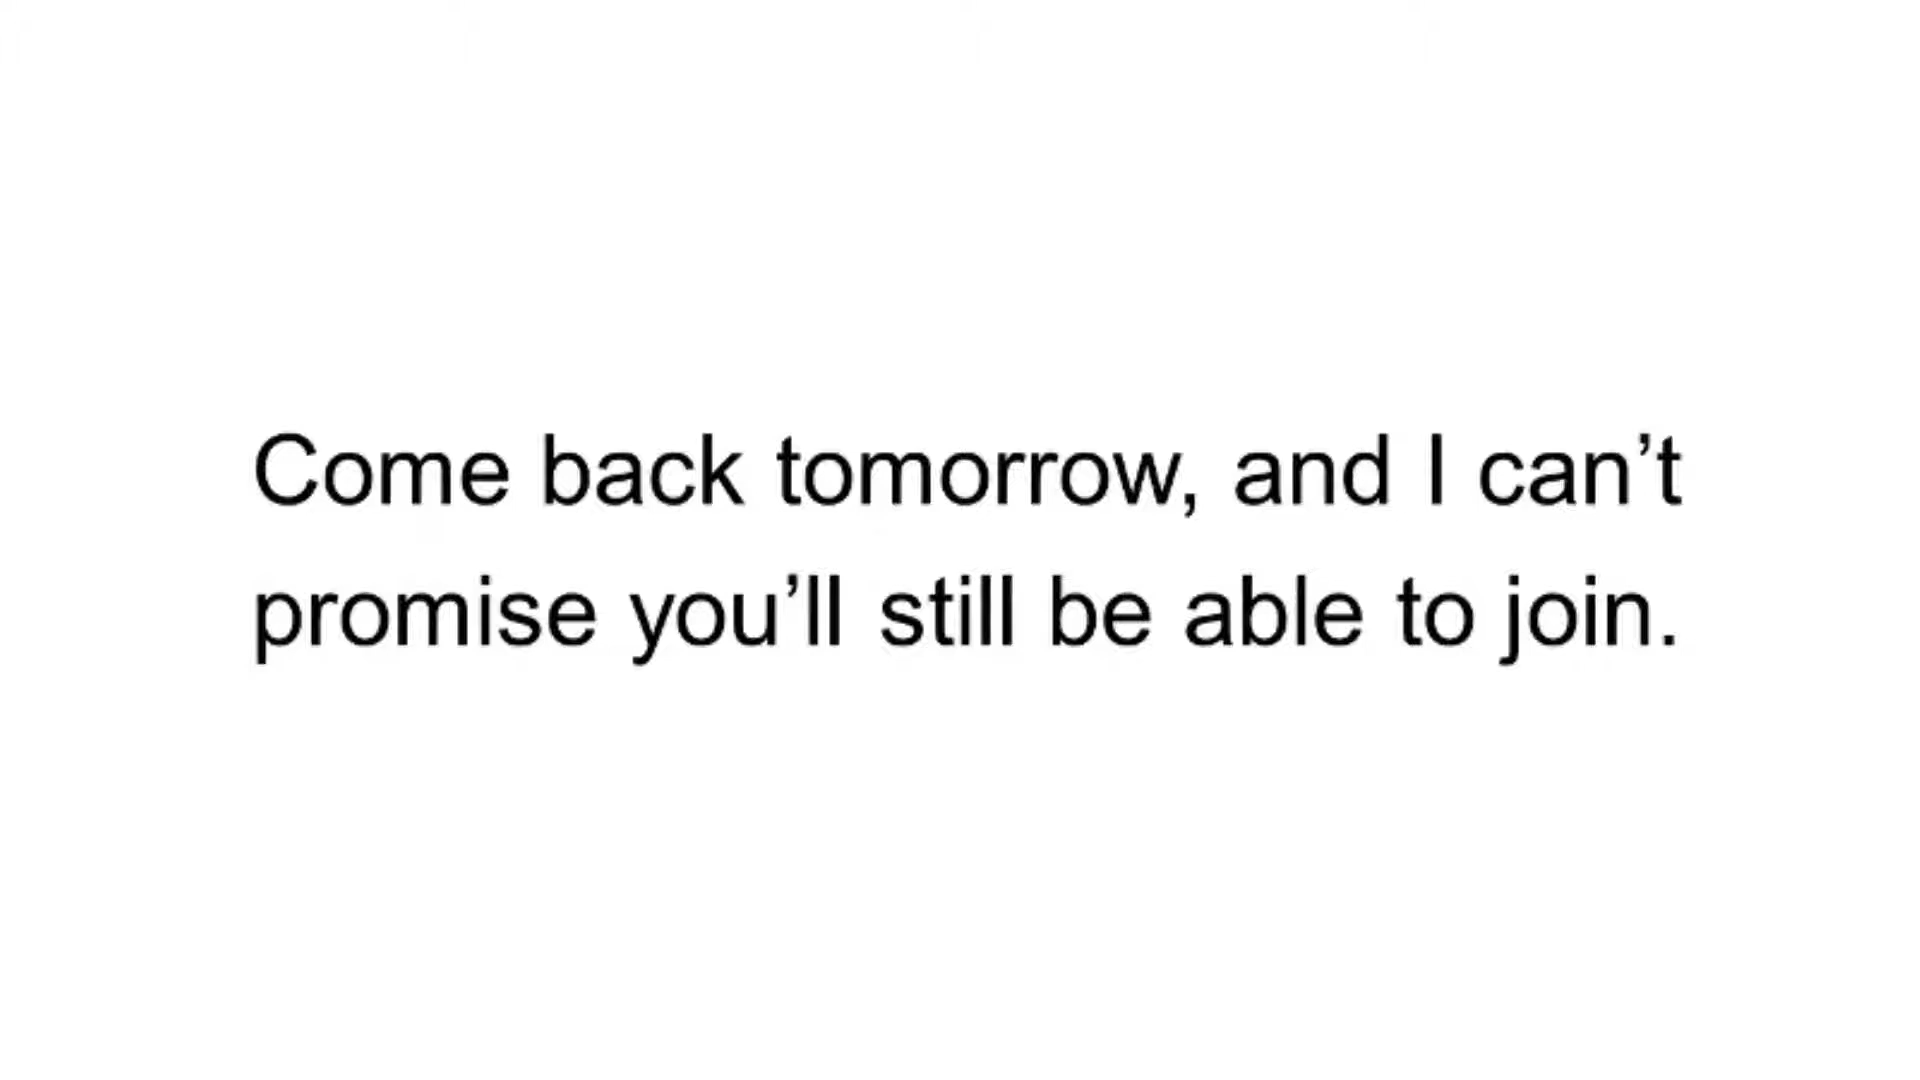 Come back tomorrow, and I can’t
promise you’ll still be able to join.